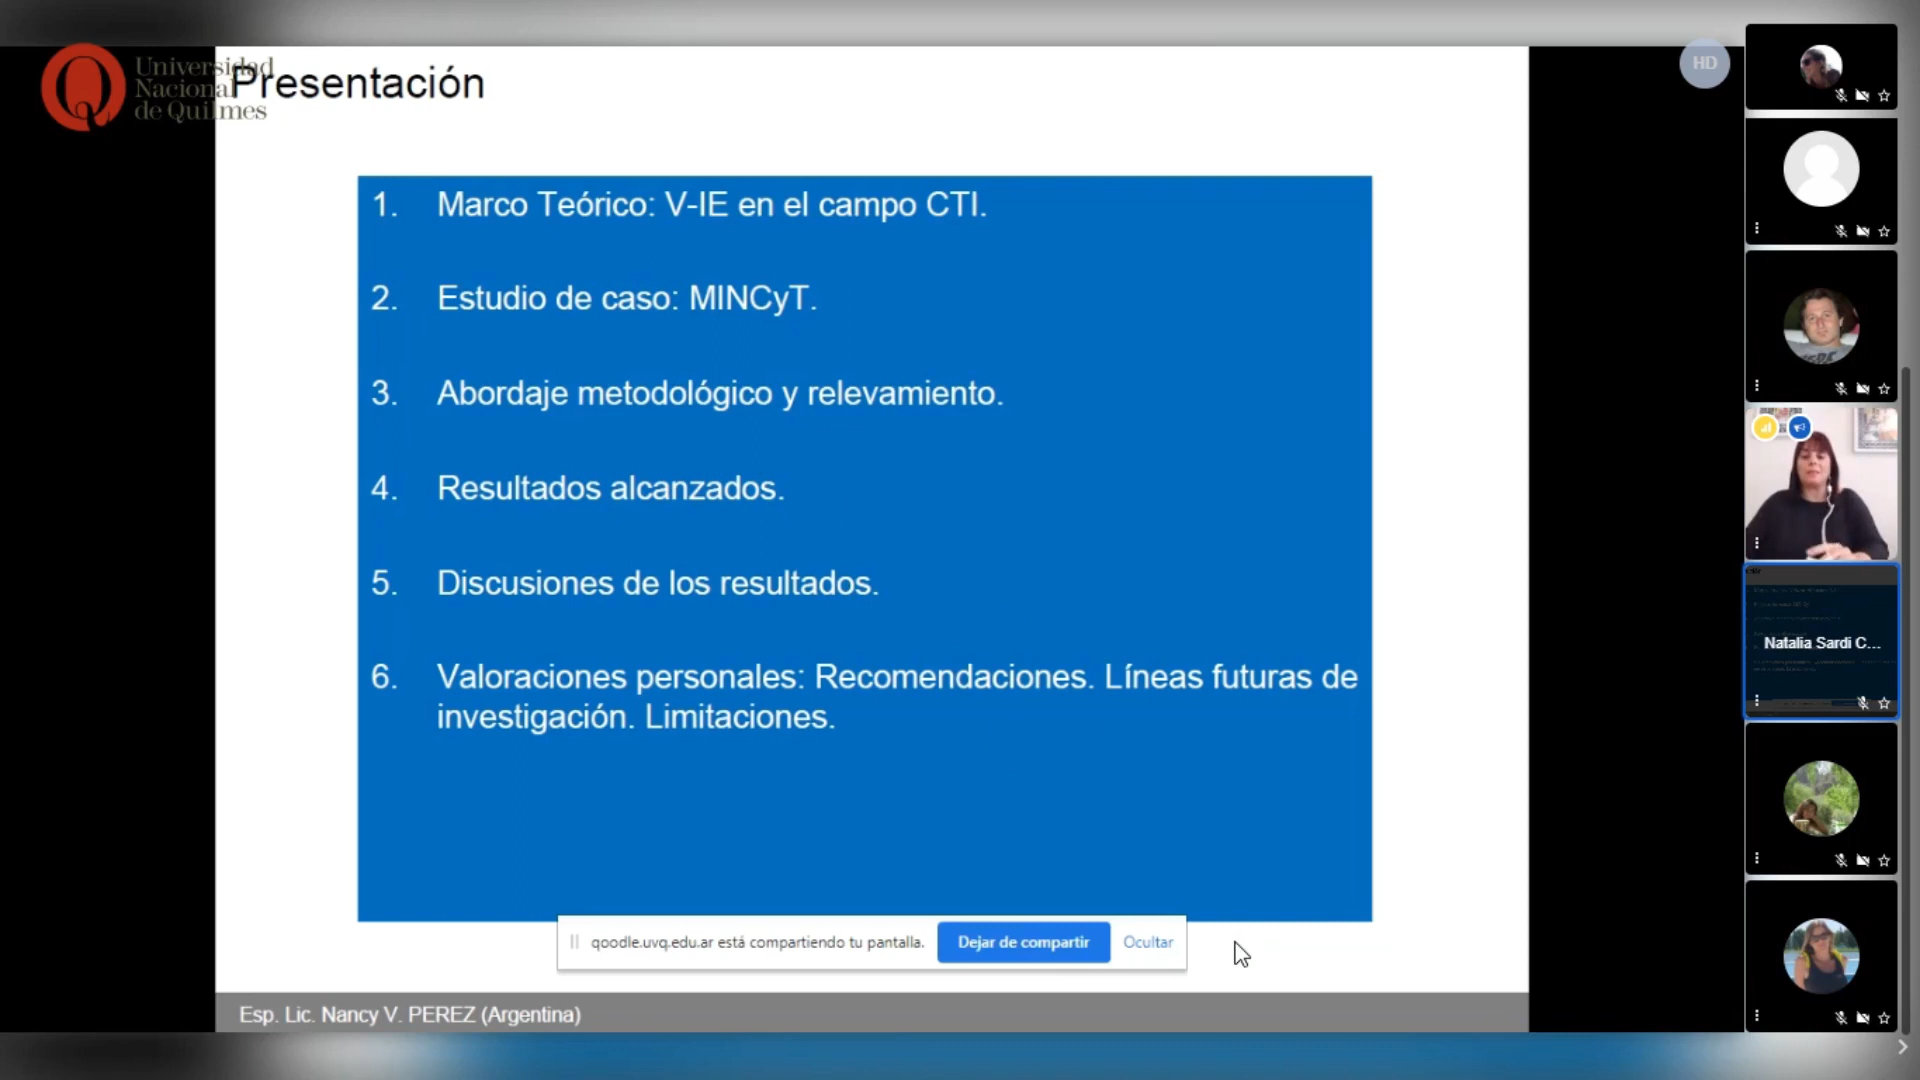 Universidad
Nacional
de Quilmes
Presentación
HD
1. Marco Teórico: V-IE en el campo CTI.
2. Estudio de caso: MINCyT.
3. Abordaje metodológico y relevamiento.
4. Resultados alcanzados.
5. Discusiones de los resultados.
6. Valoraciones personales: Recomendaciones. Líneas futuras de
investigación. Limitaciones.
qoodle.uvq.edu.ar está compartiendo tu pantalla.
Dejar de compartir
Ocultar
Esp. Lic. Nancy V. PEREZ (Argentina)
Natalia Sardi C...